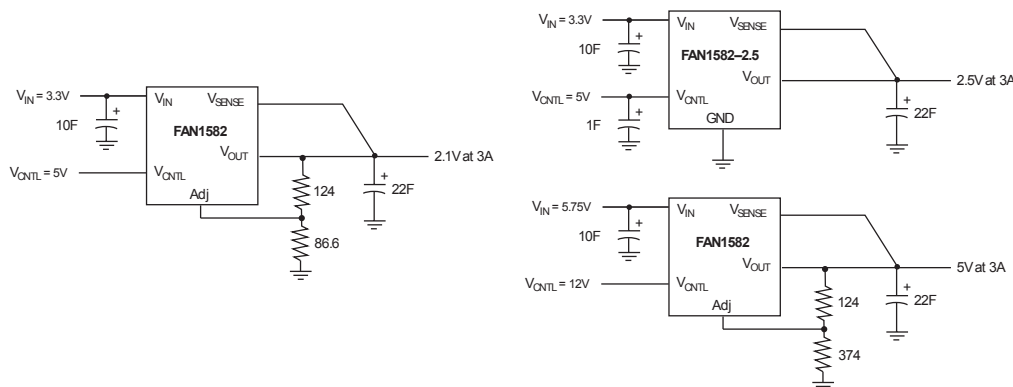 VIN = 3.3V
10F
VIN
VSENSE
FAN1582
VOUT
VCNTL = 5V
VCNTL
Adj
+
+
124
86.6
22F
2.1V at 3A
VIN = 3.3V
10F
+
VIN
VSENSE
FAN1582–2.5
VOUT
2.5V at 3A
VCNTL = 5V
+
VCNTL
1F
GND
+
22F
VIN = 5.75V
10F
+
VIN
VSENSE
FAN1582
VOUT
5V at 3A
VCNTL = 12V
VCNTL
Adj
+
124
22F
374